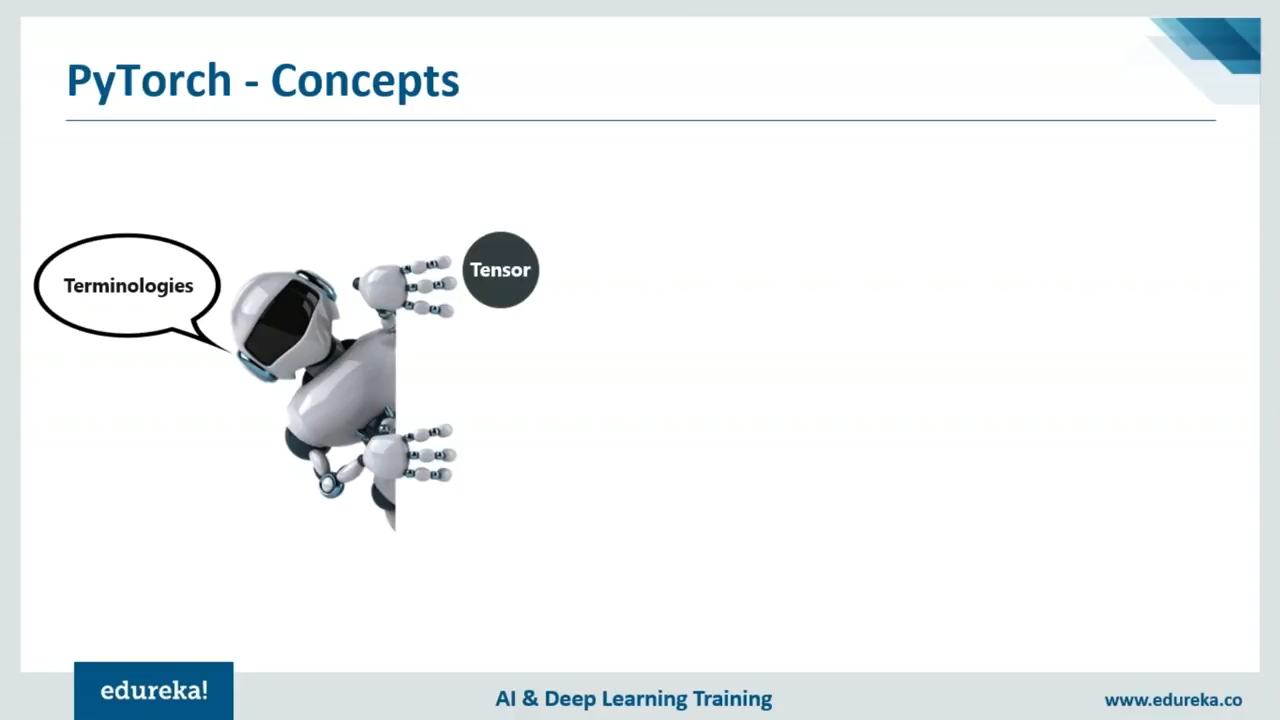 PyTorch - Concepts
Terminologies
Tensor
edureka!
AI & Deep Learning Training
www.edureka.co